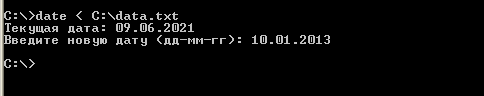 C:\>date < C:\data.txt
Текущая дата: 09.06.2021
Введите новую дату (дд-мм-гг): 10.01.2013
C:\>